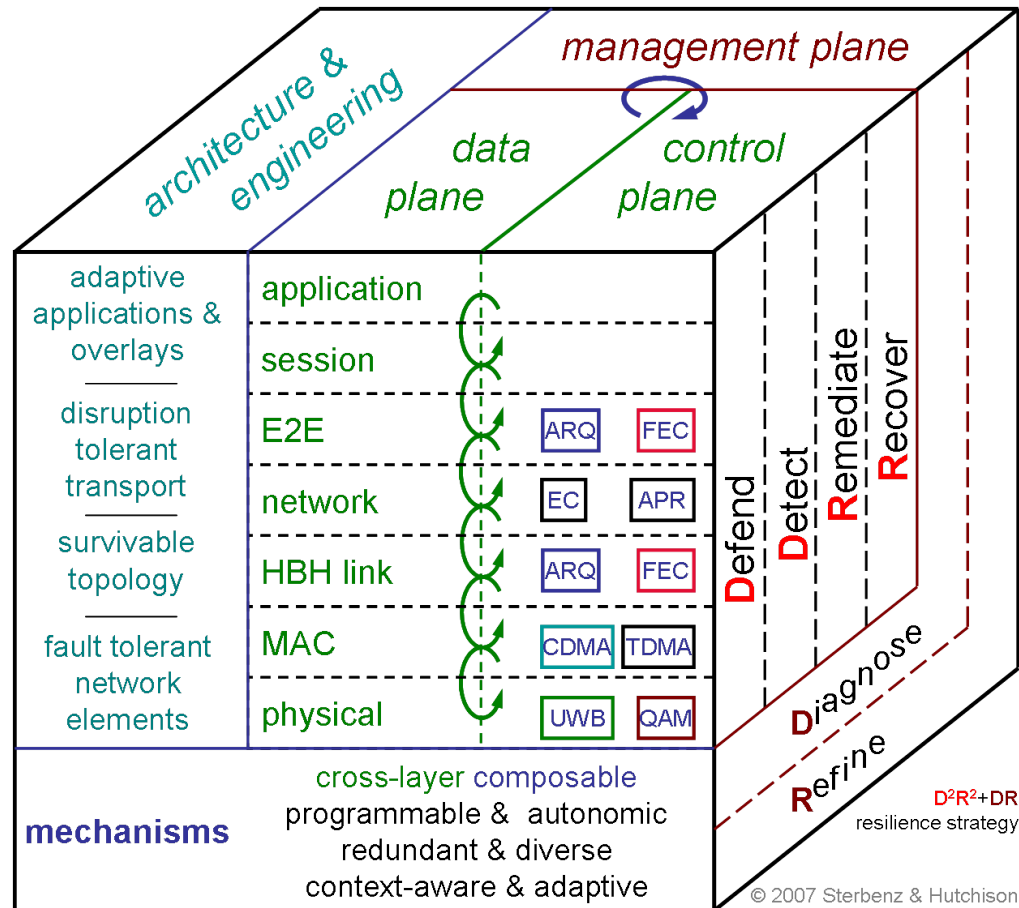 management plane
architecture &
engineering
data
plane
control
plane
adaptive
applications &
overlays
disruption
tolerant
transport
survivable
topology
fault tolerant
network
elements
application
session
E2E
ARQ FEC
network
EC APR
HBH link
ARQ FEC
MAC
CDMA TDMA
physical
UWB QAM
Defend
Detect
Remediate
Recover
Diagnose
Refine
D²R²+DR
resilience strategy
mechanisms
cross-layer composable
programmable & autonomic
redundant & diverse
context-aware & adaptive
© 2007 Sterbenz & Hutchison